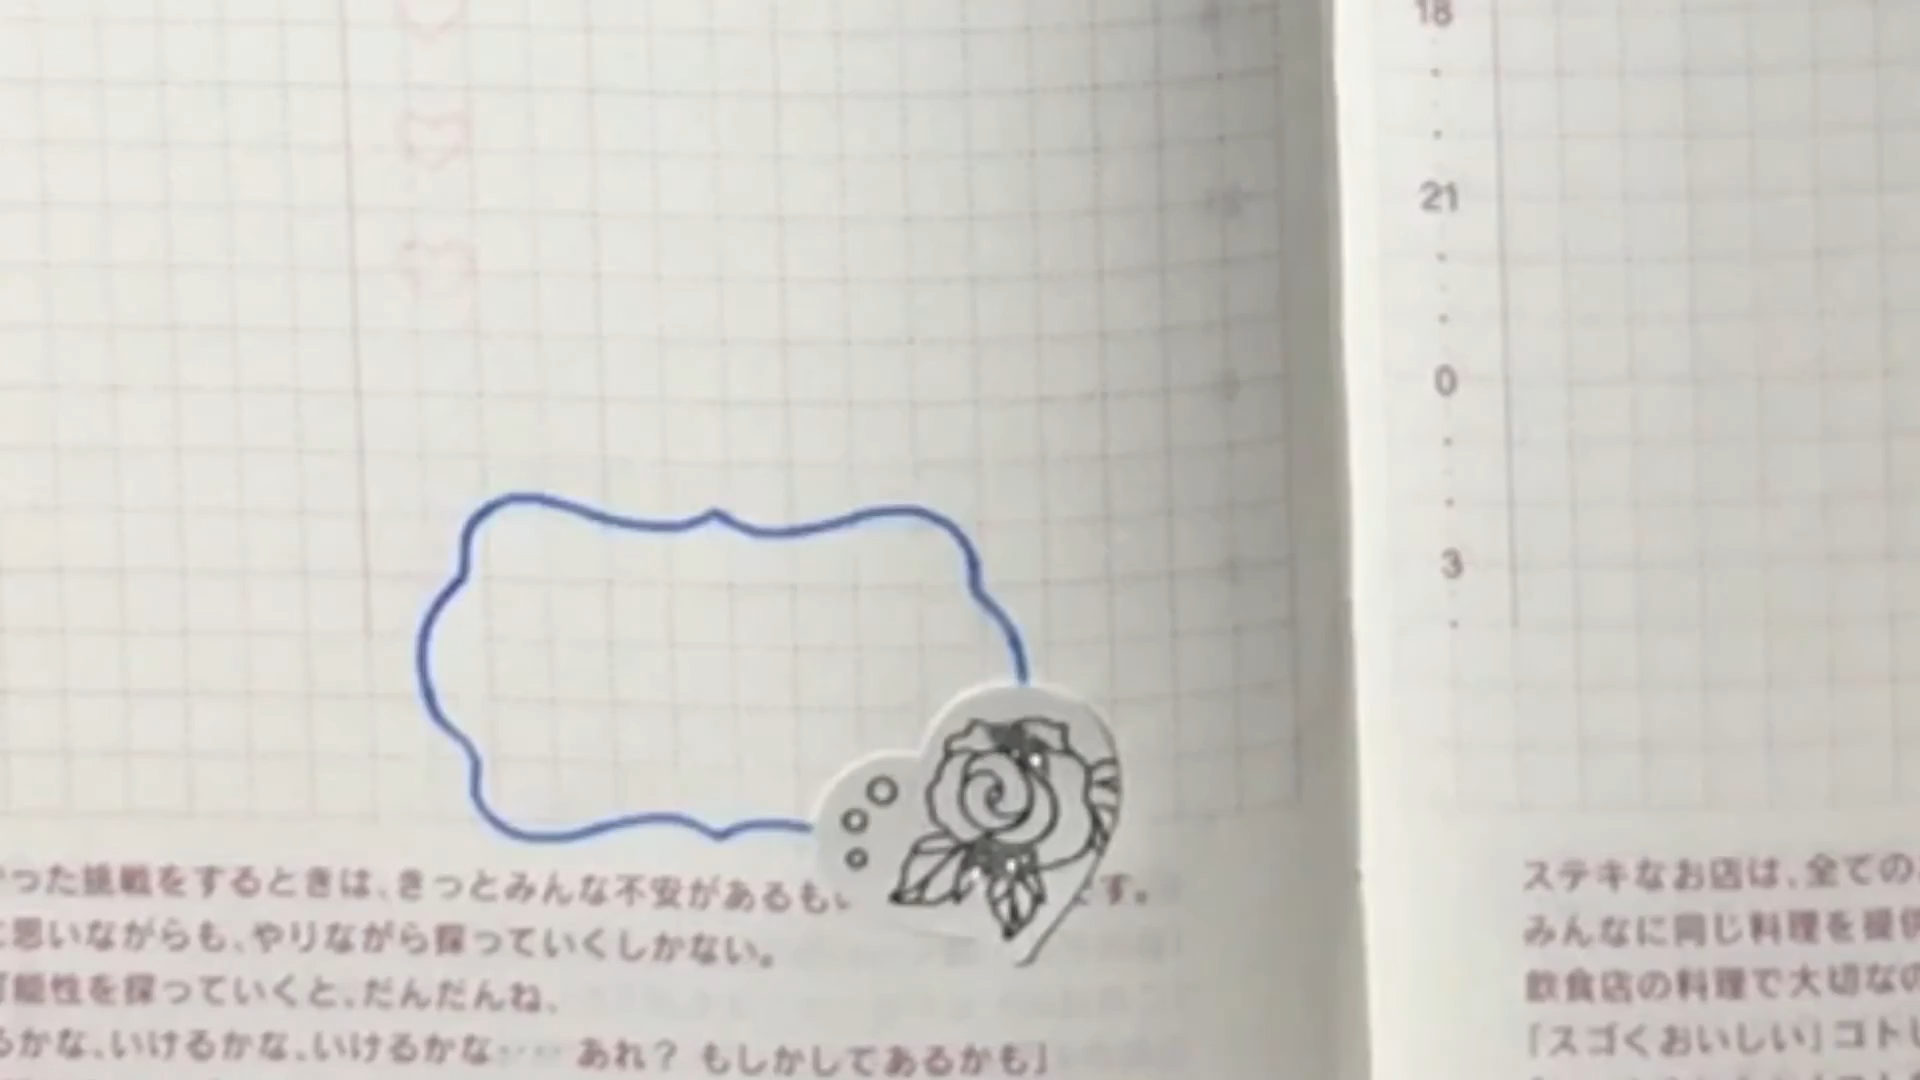 った挑戦をするときは、きっとみんな不安があるも
す。
思いながらも、やりながら探っていくしかない。
可能性を探っていくと、だんだんね、
るかな、いけるかな、いけるかな…… あれ? もしかしてあるかも]
18
21
0
3
ステキなお店は、全ての
みんなに同じ料理を提供
飲食店の料理で大切なの
「スゴくおいしい」コト